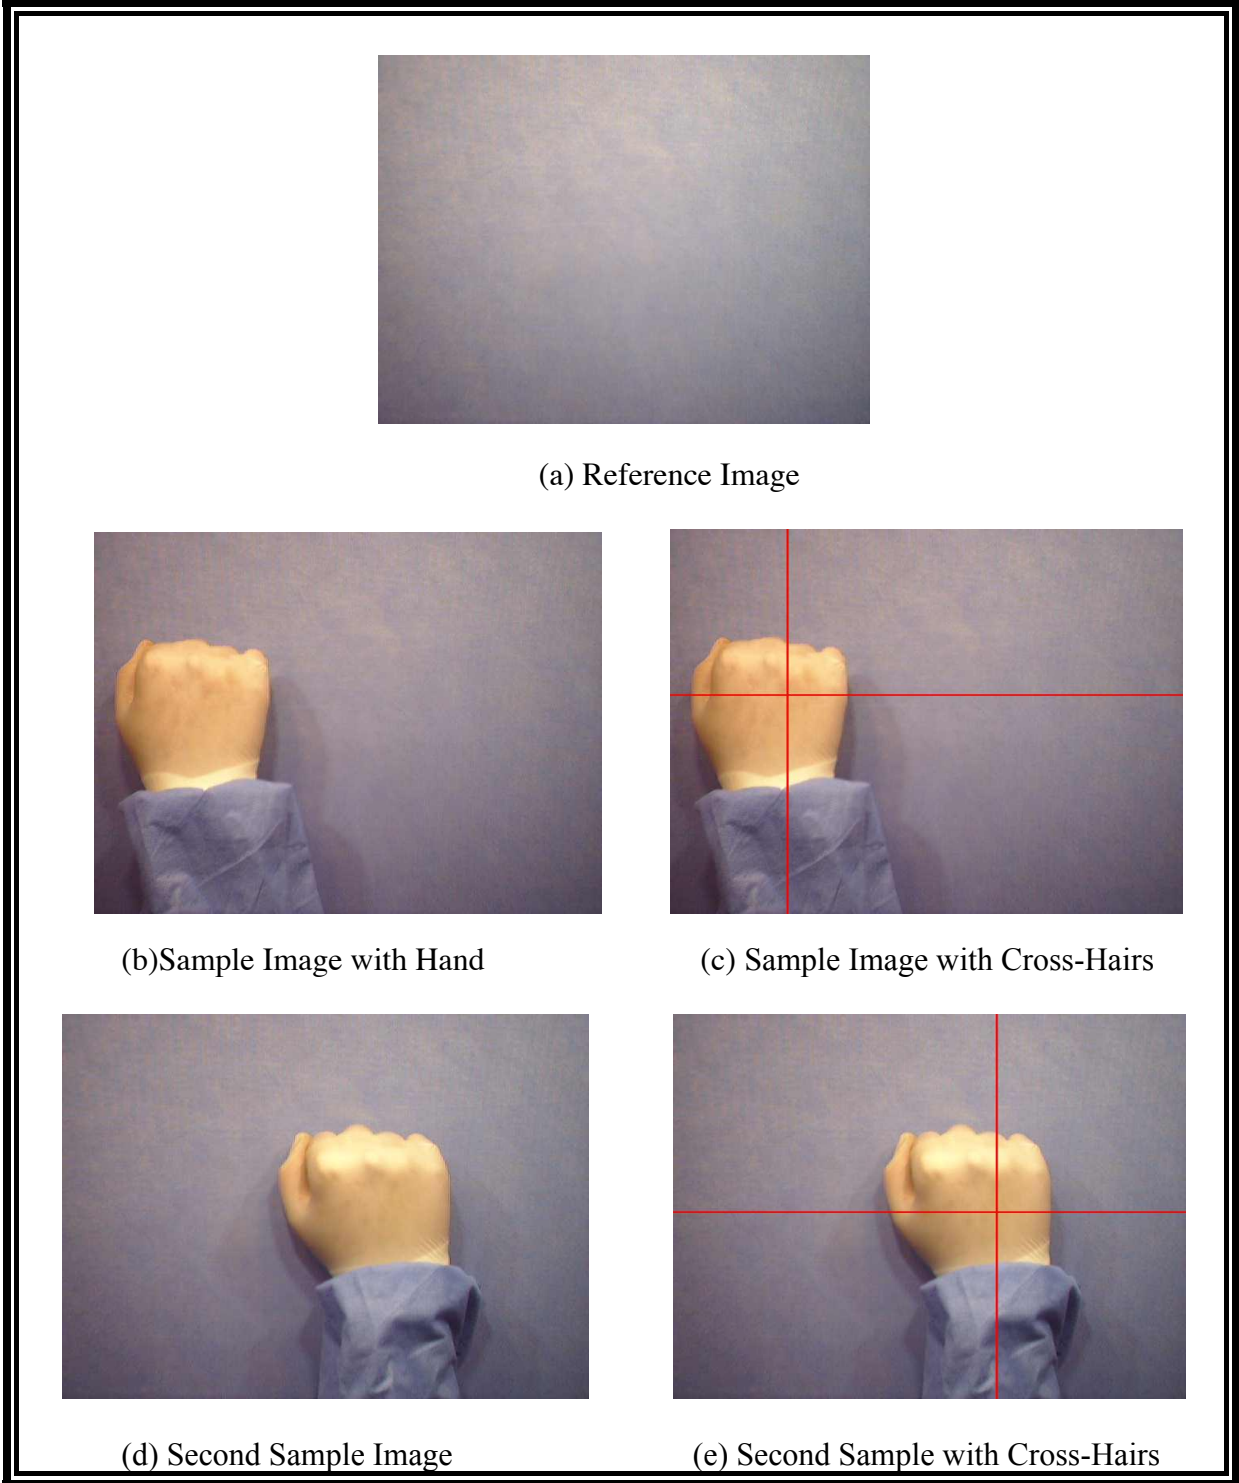 (a) Reference Image
(b)Sample Image with Hand
(c) Sample Image with Cross-Hairs
(d) Second Sample Image
(e) Second Sample with Cross-Hairs